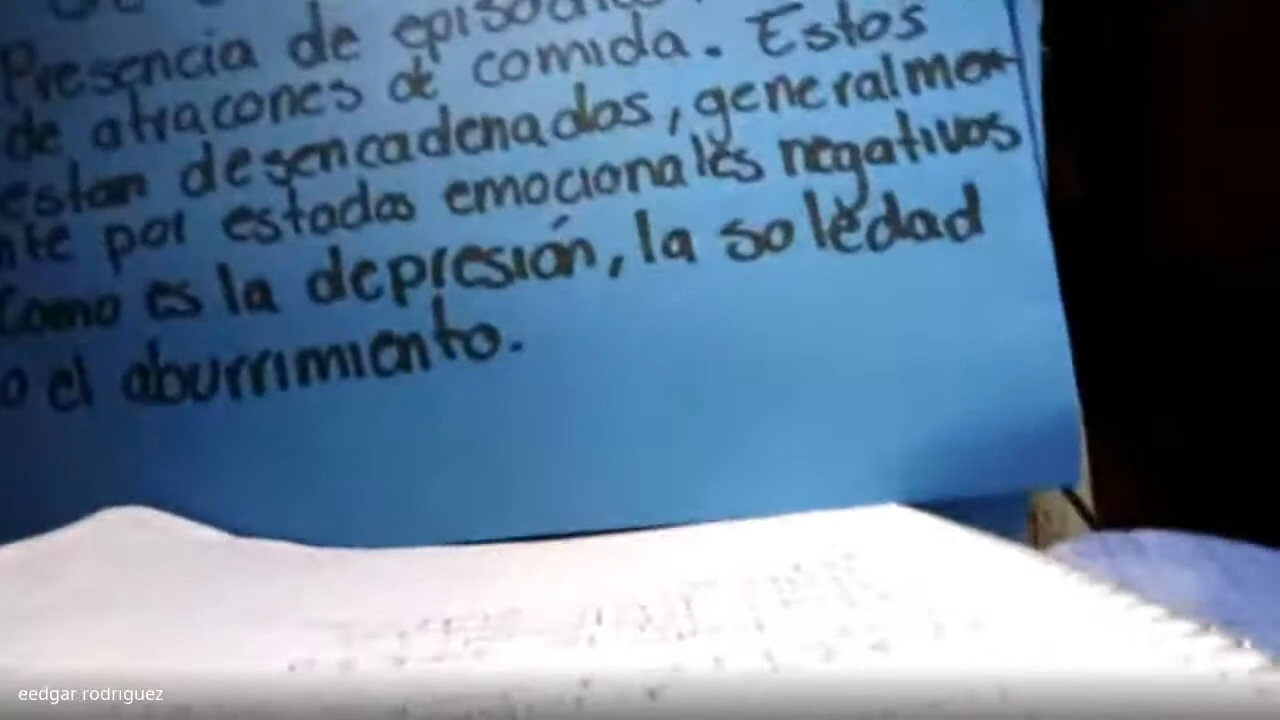 Presencia de episodios
de atracones de comida. Estos
estan desencadenados, generalmen-
nte por estados emocionales negativos
Como es la depresión, la soledad
o el aburrimiento.
eedgar rodriguez